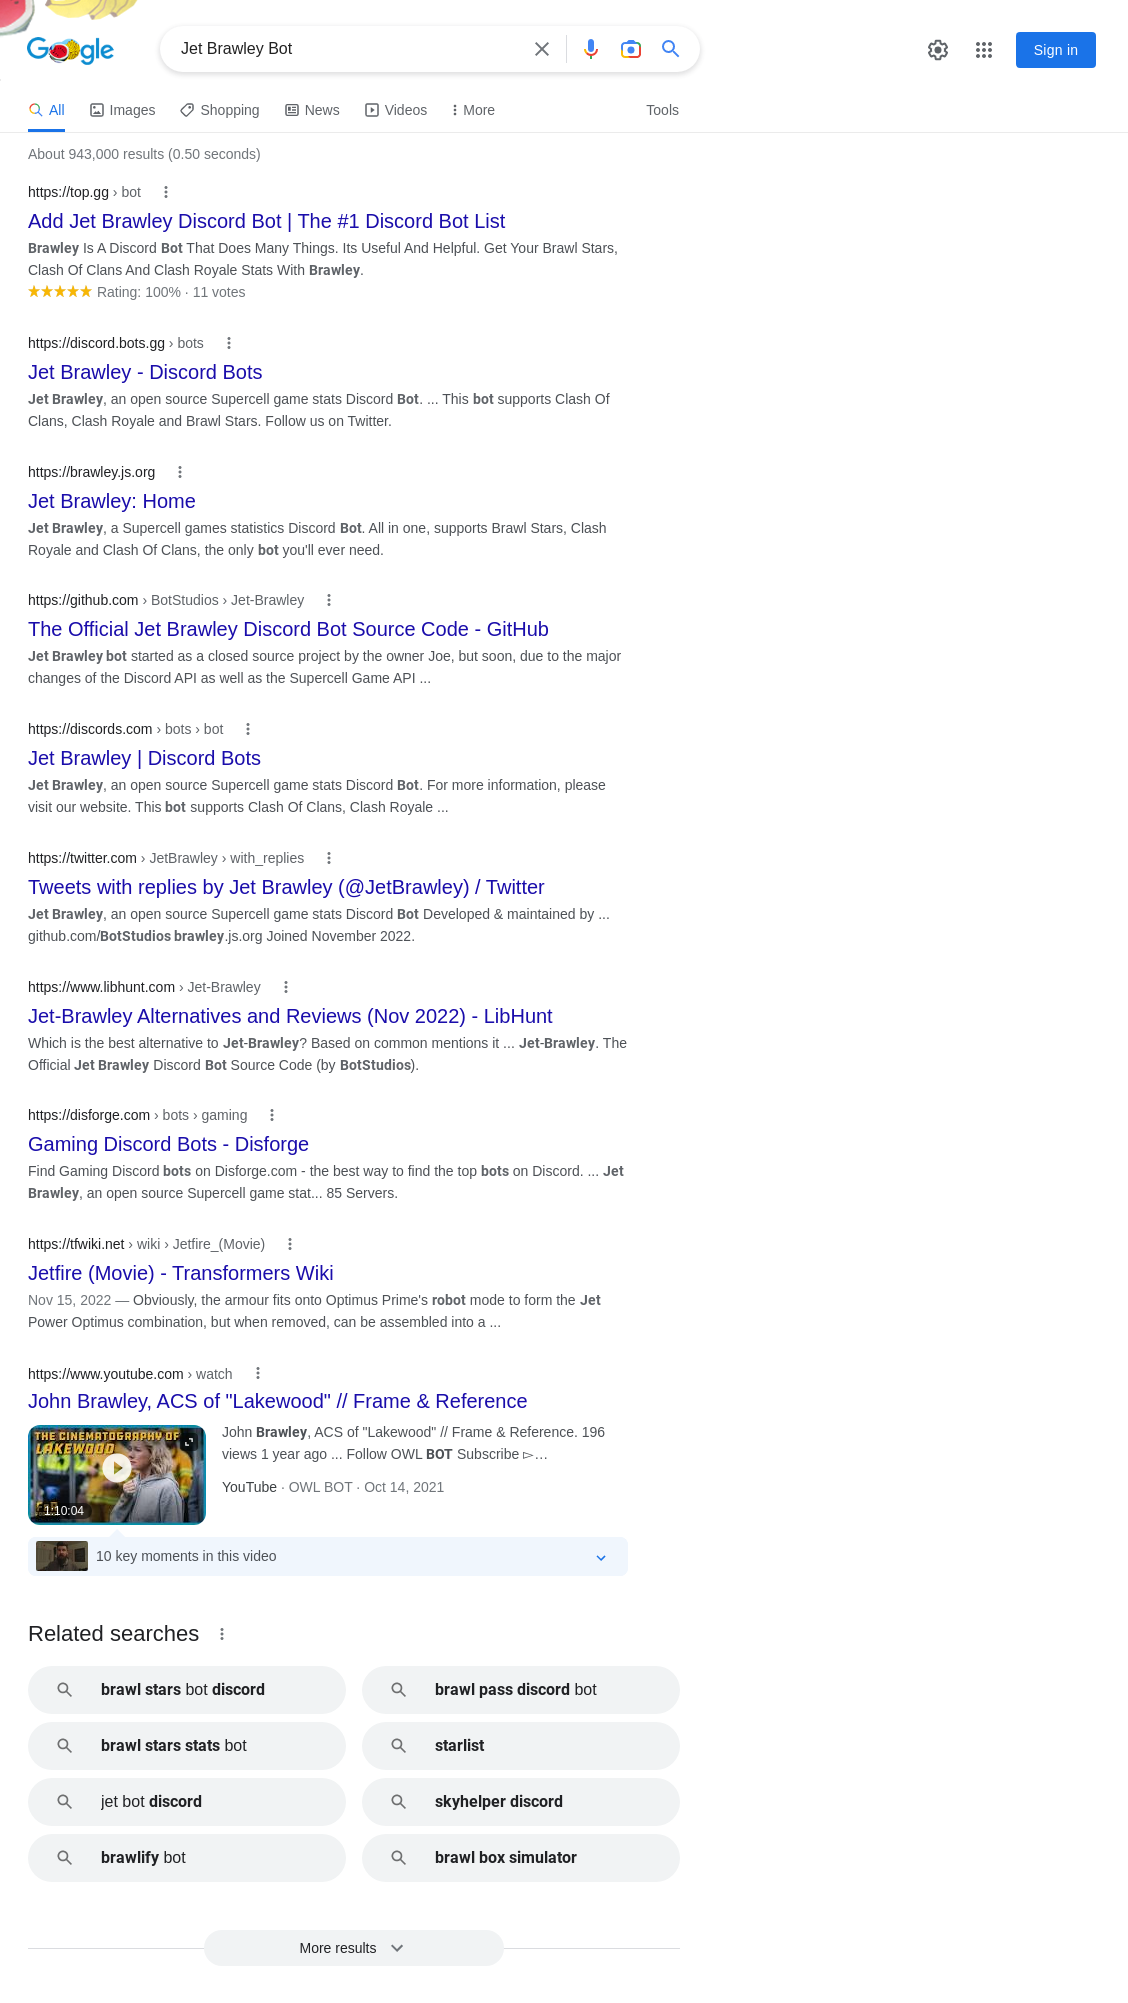 Google
Jet Brawley Bot
Sign in
All Images Shopping News Videos More Tools
About 943,000 results (0.50 seconds)
https://top.gg › bot
Add Jet Brawley Discord Bot | The #1 Discord Bot List
Brawley Is A Discord Bot That Does Many Things. Its Useful And Helpful. Get Your Brawl Stars,
Clash Of Clans And Clash Royale Stats With Brawley.
Rating: 100% · 11 votes
https://discord.bots.gg › bots
Jet Brawley - Discord Bots
Jet Brawley, an open source Supercell game stats Discord Bot. ... This bot supports Clash Of
Clans, Clash Royale and Brawl Stars. Follow us on Twitter.
https://brawley.js.org
Jet Brawley: Home
Jet Brawley, a Supercell games statistics Discord Bot. All in one, supports Brawl Stars, Clash
Royale and Clash Of Clans, the only bot you'll ever need.
https://github.com › BotStudios › Jet-Brawley
The Official Jet Brawley Discord Bot Source Code - GitHub
Jet Brawley bot started as a closed source project by the owner Joe, but soon, due to the major
changes of the Discord API as well as the Supercell Game API ...
https://discords.com › bots › bot
Jet Brawley | Discord Bots
Jet Brawley, an open source Supercell game stats Discord Bot. For more information, please
visit our website. This bot supports Clash Of Clans, Clash Royale ...
https://twitter.com › JetBrawley › with_replies
Tweets with replies by Jet Brawley (@JetBrawley) / Twitter
Jet Brawley, an open source Supercell game stats Discord Bot Developed & maintained by ...
github.com/BotStudios brawley.js.org Joined November 2022.
https://www.libhunt.com › Jet-Brawley
Jet-Brawley Alternatives and Reviews (Nov 2022) - LibHunt
Which is the best alternative to Jet-Brawley? Based on common mentions it ... Jet-Brawley. The
Official Jet Brawley Discord Bot Source Code (by BotStudios).
https://disforge.com › bots › gaming
Gaming Discord Bots - Disforge
Find Gaming Discord bots on Disforge.com - the best way to find the top bots on Discord. ... Jet
Brawley, an open source Supercell game stat... 85 Servers.
https://tfwiki.net › wiki › Jetfire_(Movie)
Jetfire (Movie) - Transformers Wiki
Nov 15, 2022 — Obviously, the armour fits onto Optimus Prime's robot mode to form the Jet
Power Optimus combination, but when removed, can be assembled into a ...
https://www.youtube.com › watch
John Brawley, ACS of "Lakewood" // Frame & Reference
THE CINEMATOGRAPHY OF
LAKEWOOD
1:10:04
John Brawley, ACS of "Lakewood" // Frame & Reference. 196
views 1 year ago ... Follow OWL BOT Subscribe ▻…
YouTube · OWL BOT · Oct 14, 2021
10 key moments in this video
Related searches
brawl stars bot discord
brawl pass discord bot
brawl stars stats bot
starlist
jet bot discord
skyhelper discord
brawlify bot
brawl box simulator
More results